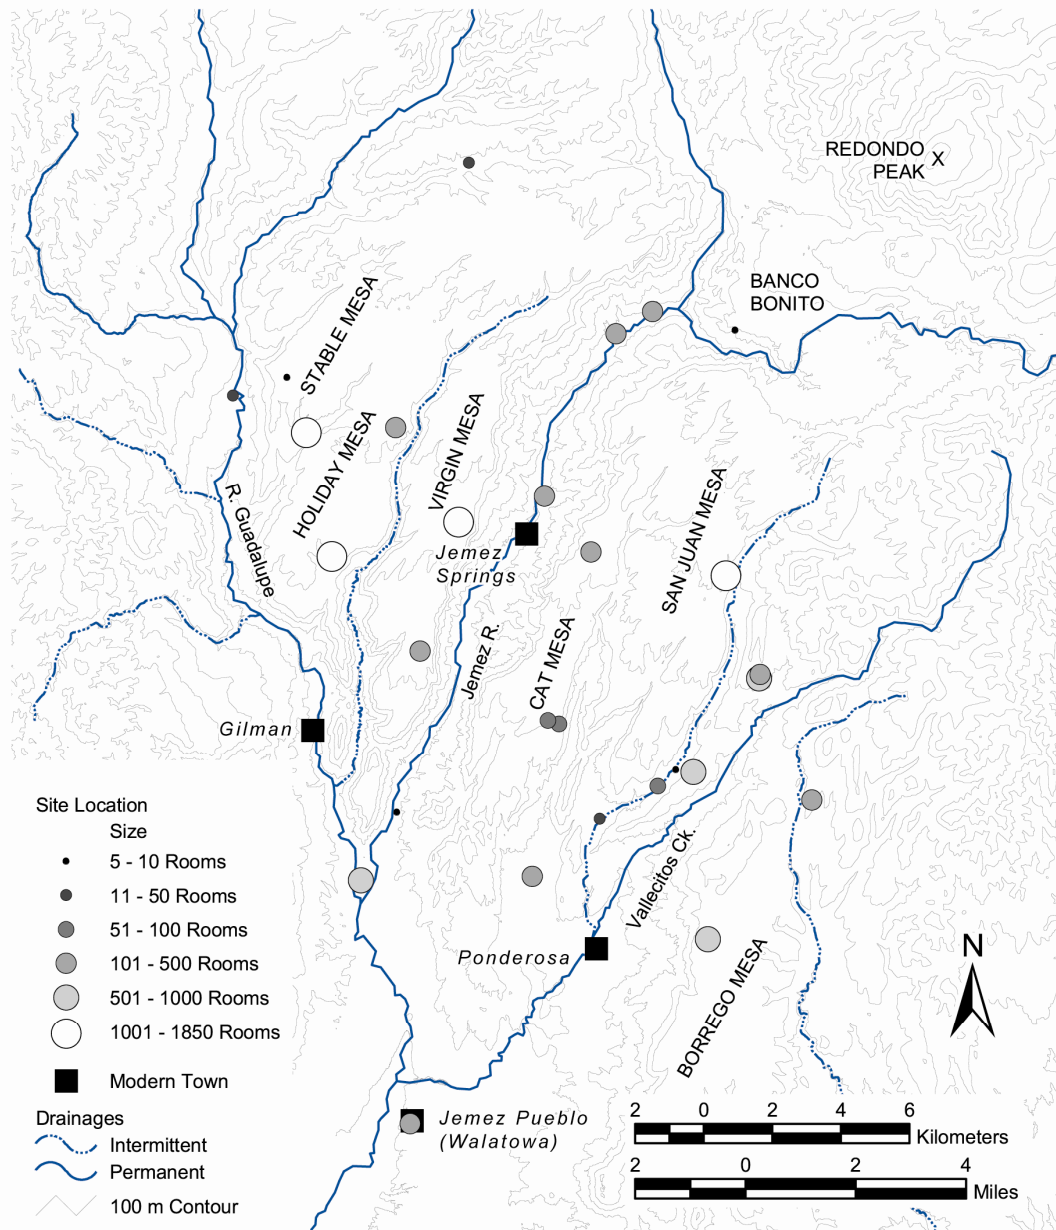 REDONDO
PEAK X
BANCO
BONITO
STABLE MESA
HOLIDAY MESA
VIRGIN MESA
R. Guadalupe
Jemez
Springs
SAN JUAN MESA
Jemez R.
CAT MESA
Gilman
Vallecitos Ck.
Ponderosa
BORREGO MESA
Jemez Pueblo
(Walatowa)
Site Location
Size
5 - 10 Rooms
11 - 50 Rooms
51 - 100 Rooms
101 - 500 Rooms
501 - 1000 Rooms
1001 - 1850 Rooms
Modern Town
Drainages
Intermittent
Permanent
100 m Contour
N
2 0 2 4 6
Kilometers
2 0 2 4
Miles